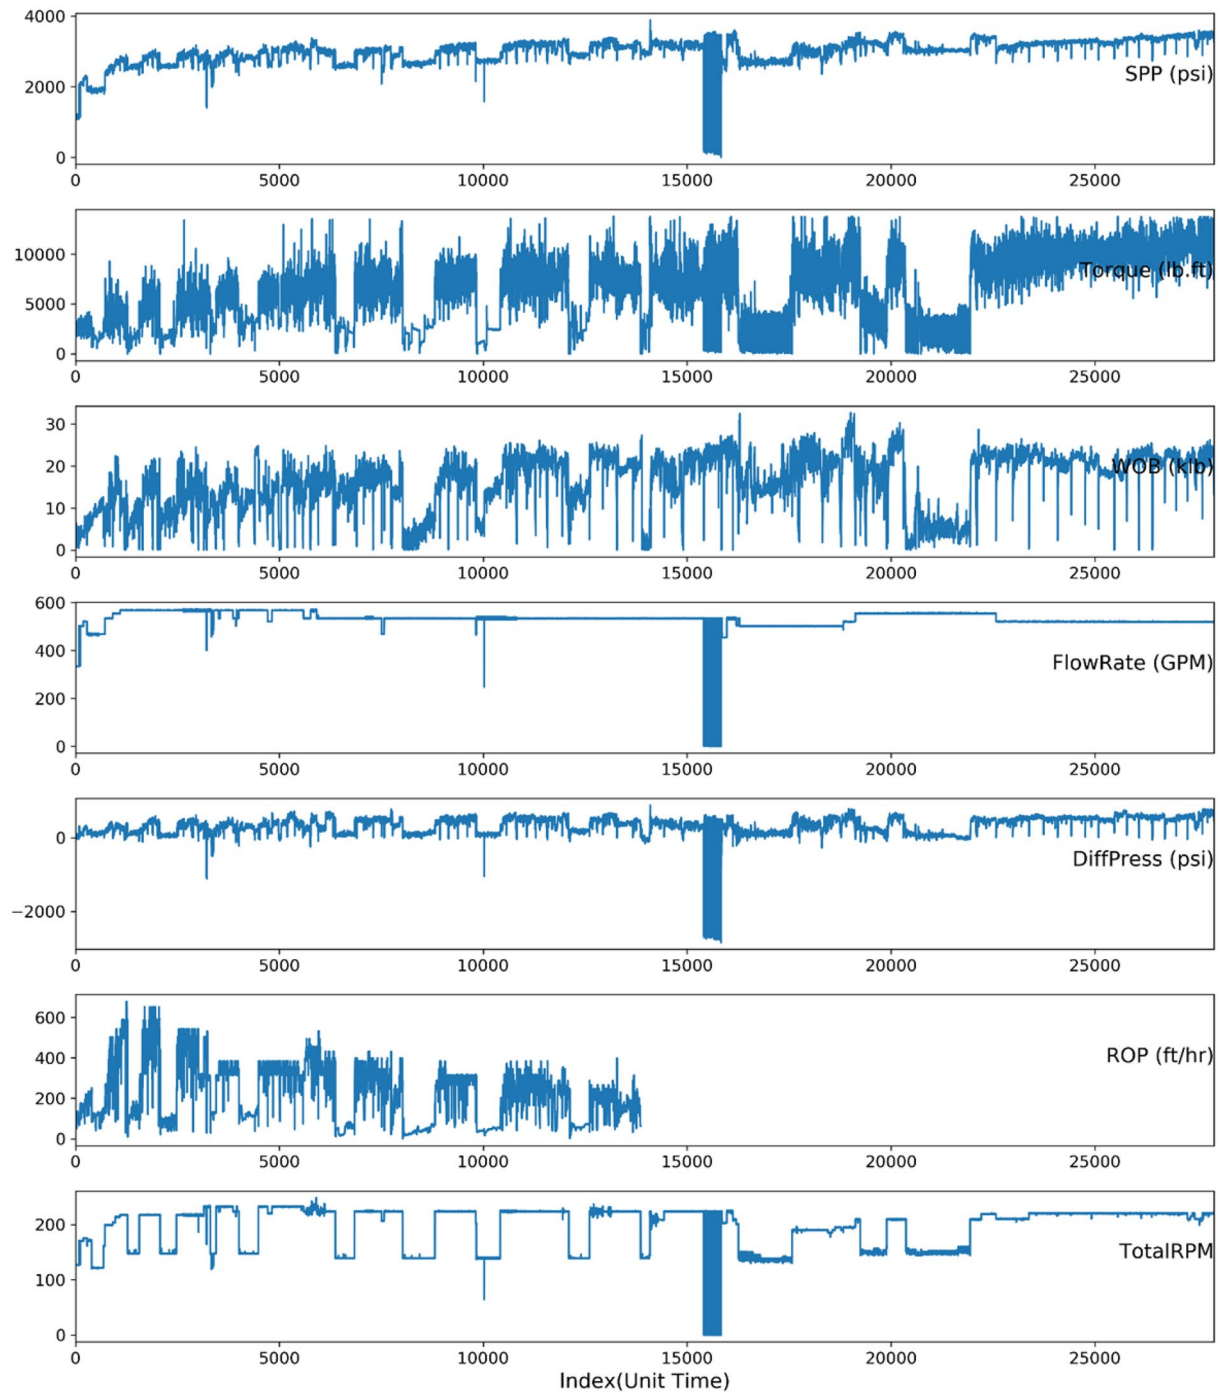 4000
2000
0
SPP (psi)
0 5000 10000 15000 20000 25000
10000
5000
0
Torque (lb.ft)
0 5000 10000 15000 20000 25000
30
20
10
0
WOB (klb)
0 5000 10000 15000 20000 25000
600
400
200
0
FlowRate (GPM)
0 5000 10000 15000 20000 25000
0
−2000
DiffPress (psi)
0 5000 10000 15000 20000 25000
600
400
200
0
ROP (ft/hr)
0 5000 10000 15000 20000 25000
200
100
0
TotalRPM
0 5000 10000 15000 20000 25000
Index(Unit Time)